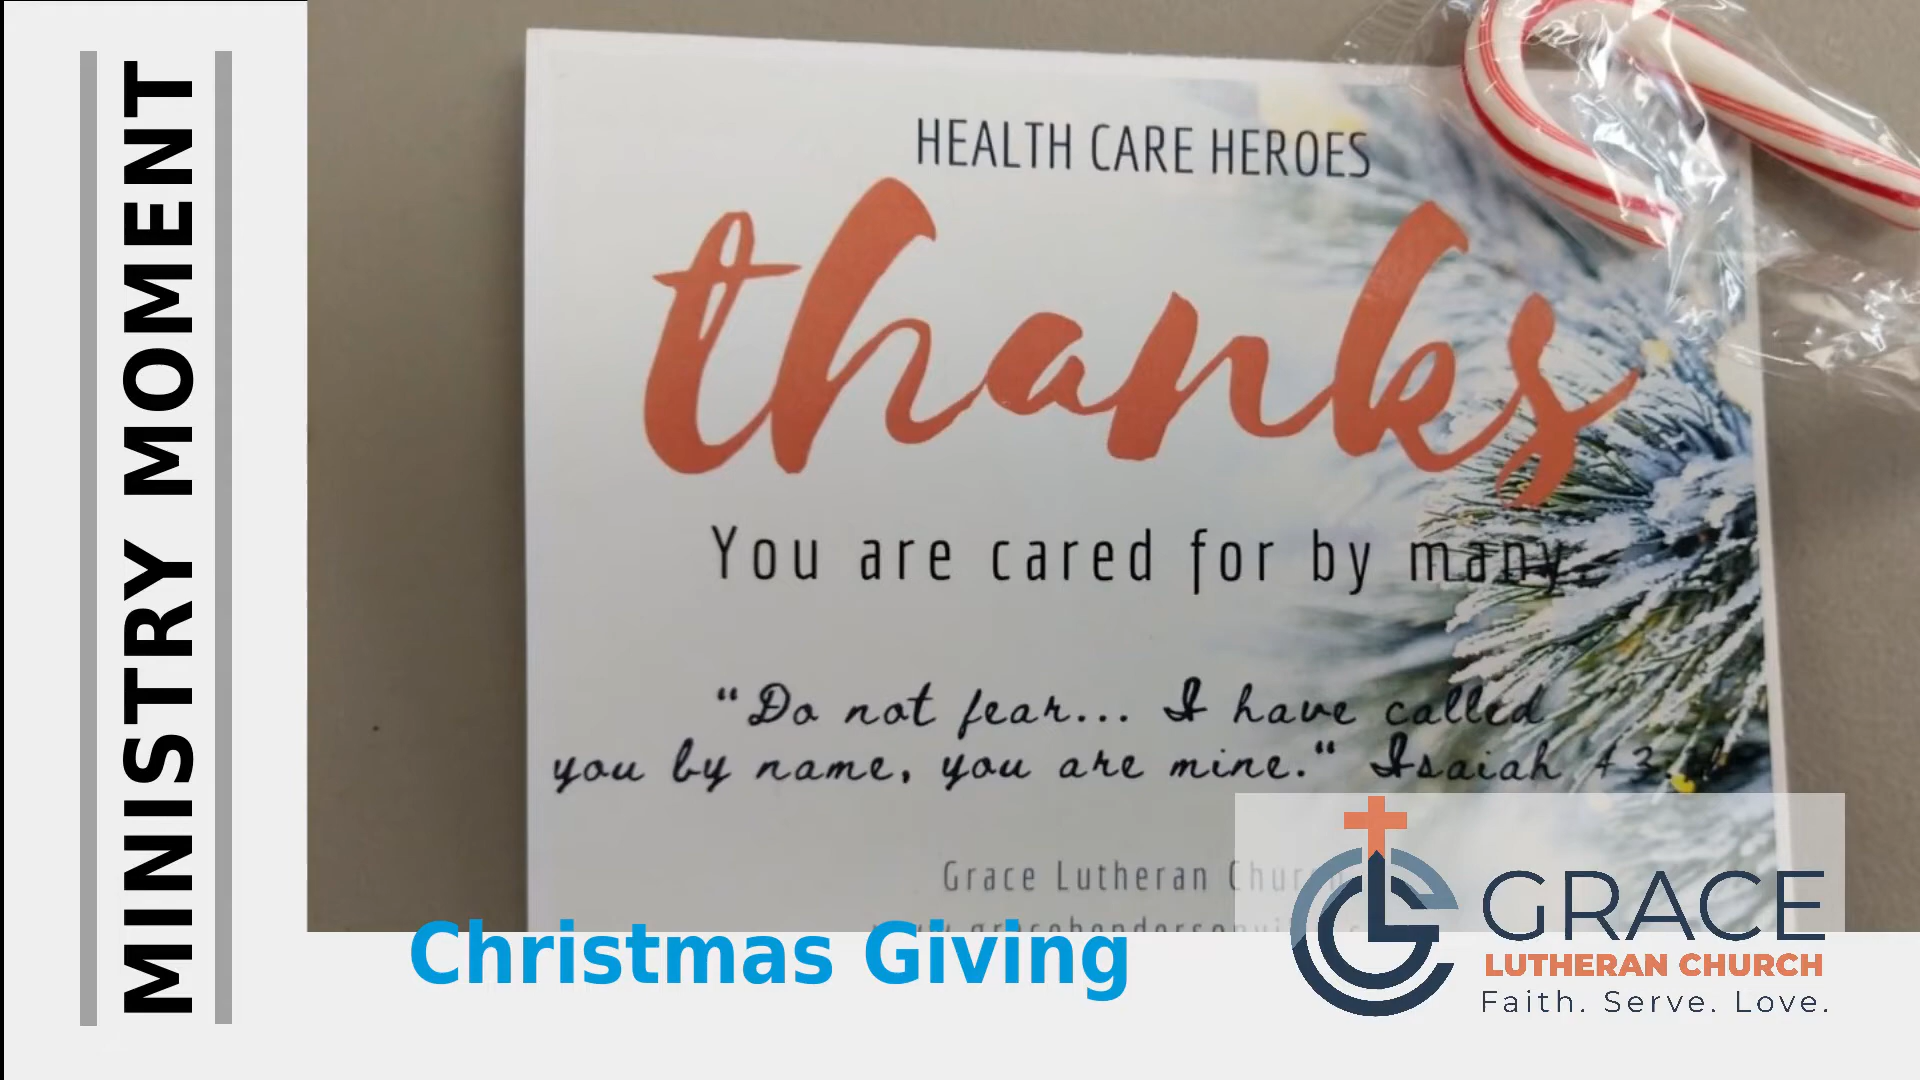 MINISTRY MOMENT
HEALTH CARE HEROES
thanks
You are cared for by many.
“Do not fear... I have called
you by name, you are mine.“ Isaiah
Grace Lutheran Church
Christmas Giving
GRACE
LUTHERAN CHURCH
Faith. Serve. Love.